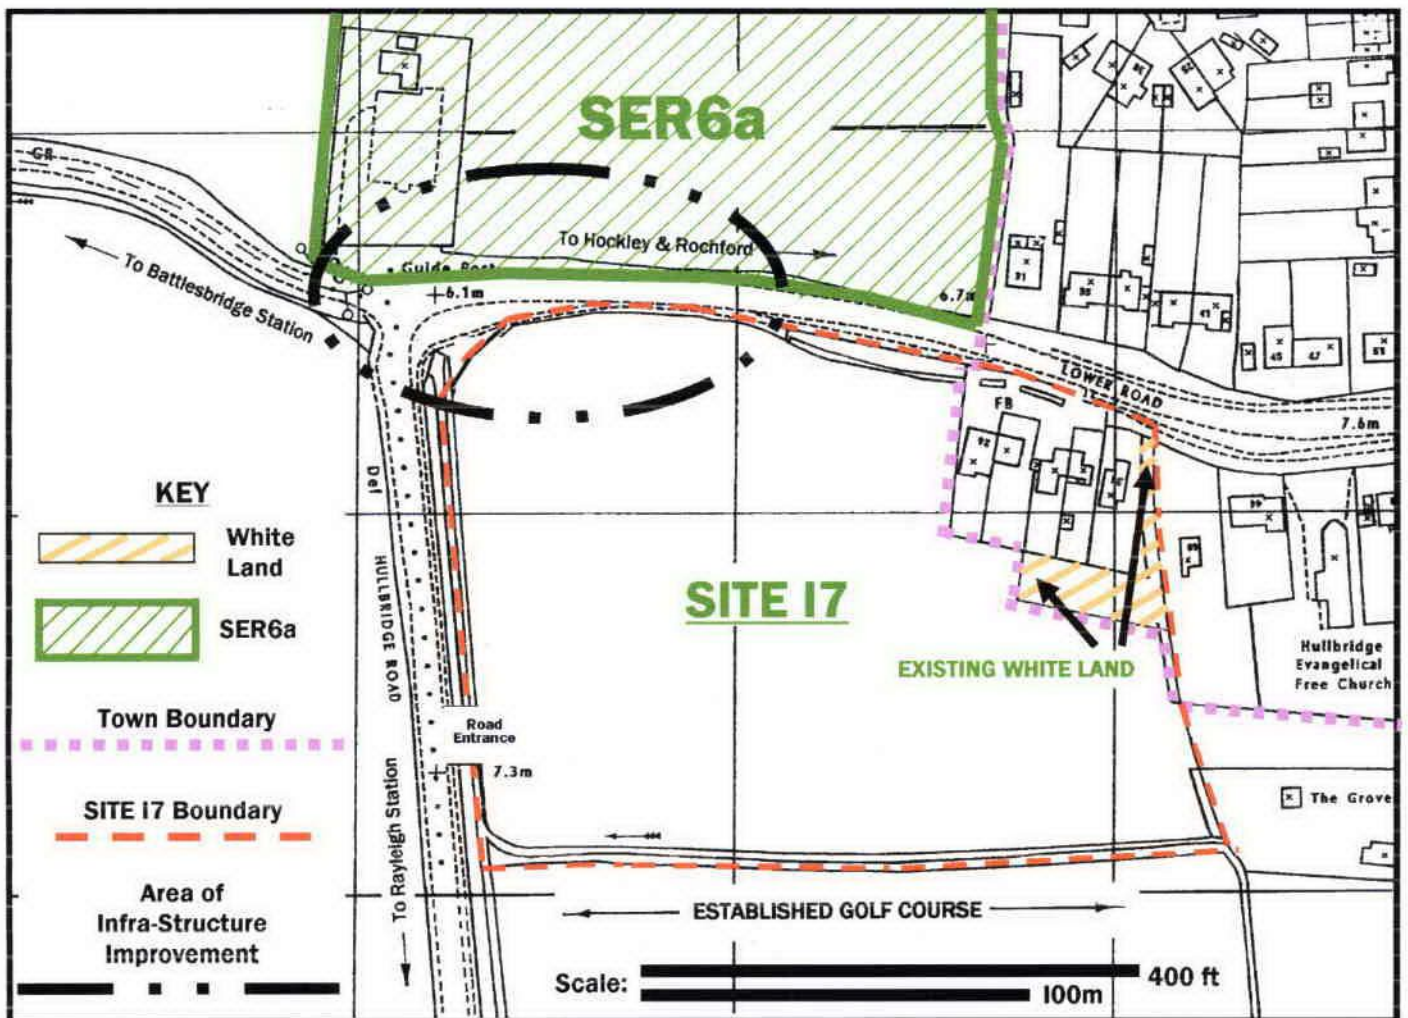 SER6a
GR
To Battlesbridge Station
To Hockley & Rochford
Guide Post
6.1m
6.7m
LOWER ROAD
7.6m
FB
Def
HULLBRIDGE ROAD
KEY
White
Land
SER6a
Town Boundary
SITE I7 Boundary
Area of
Infra-Structure
Improvement
SITE I7
EXISTING WHITE LAND
Hullbridge
Evangelical
Free Church
Road
Entrance
7.3m
To Rayleigh Station
The Grove
ESTABLISHED GOLF COURSE
Scale:
400 ft
100m